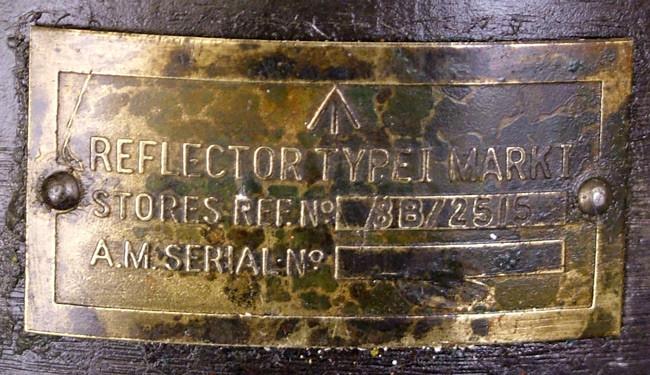 REFLECTOR TYPE I MARK I
STORES REF. Nº 8B/2515
A.M. SERIAL Nº